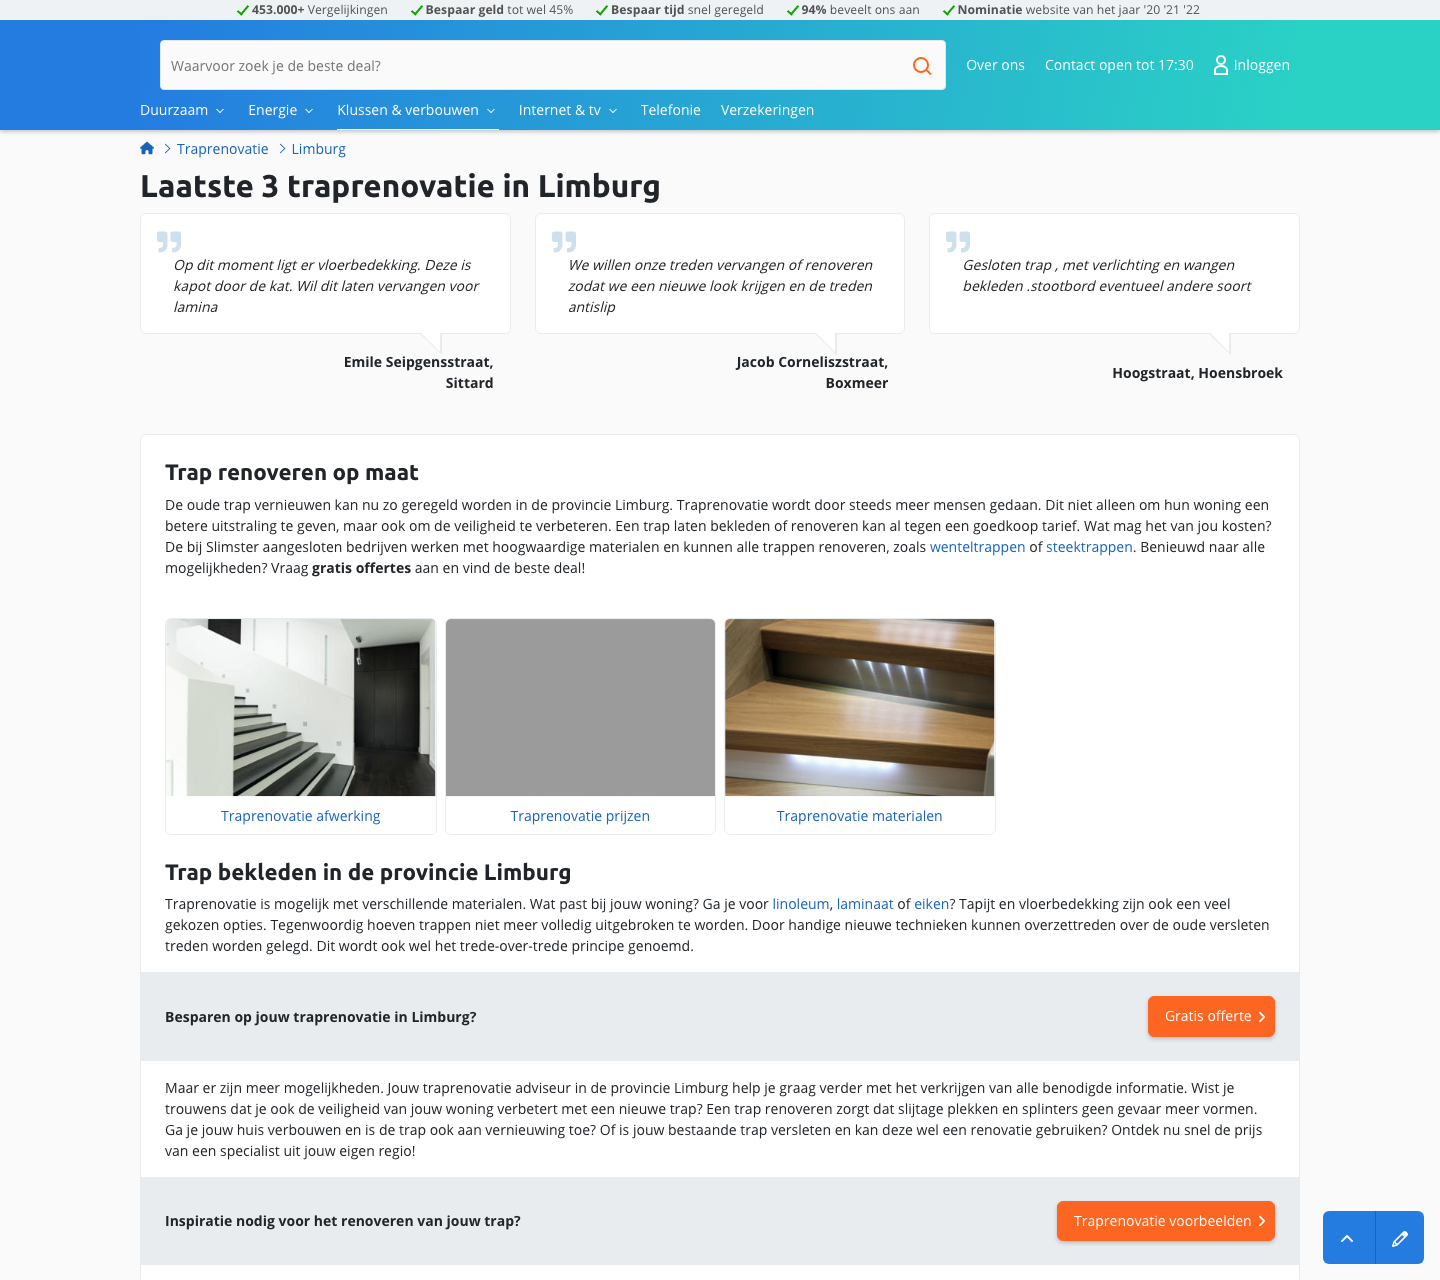 453.000+ Vergelijkingen Bespaar geld tot wel 45% Bespaar tijd snel geregeld 94% beveelt ons aan Nominatie website van het jaar '20 '21 '22
Waarvoor zoek je de beste deal?
Over ons Contact open tot 17:30 Inloggen
Duurzaam Energie Klussen & verbouwen Internet & tv Telefonie Verzekeringen
Traprenovatie Limburg
Laatste 3 traprenovatie in Limburg
Op dit moment ligt er vloerbedekking. Deze is
kapot door de kat. Wil dit laten vervangen voor
lamina
Emile Seipgensstraat,
Sittard
We willen onze treden vervangen of renoveren
zodat we een nieuwe look krijgen en de treden
antislip
Jacob Corneliszstraat,
Boxmeer
Gesloten trap , met verlichting en wangen
bekleden .stootbord eventueel andere soort
Hoogstraat, Hoensbroek
Trap renoveren op maat
De oude trap vernieuwen kan nu zo geregeld worden in de provincie Limburg. Traprenovatie wordt door steeds meer mensen gedaan. Dit niet alleen om hun woning een
betere uitstraling te geven, maar ook om de veiligheid te verbeteren. Een trap laten bekleden of renoveren kan al tegen een goedkoop tarief. Wat mag het van jou kosten?
De bij Slimster aangesloten bedrijven werken met hoogwaardige materialen en kunnen alle trappen renoveren, zoals wenteltrappen of steektrappen. Benieuwd naar alle
mogelijkheden? Vraag gratis offertes aan en vind de beste deal!
Traprenovatie afwerking
Traprenovatie prijzen
Traprenovatie materialen
Trap bekleden in de provincie Limburg
Traprenovatie is mogelijk met verschillende materialen. Wat past bij jouw woning? Ga je voor linoleum, laminaat of eiken? Tapijt en vloerbedekking zijn ook een veel
gekozen opties. Tegenwoordig hoeven trappen niet meer volledig uitgebroken te worden. Door handige nieuwe technieken kunnen overzettreden over de oude versleten
treden worden gelegd. Dit wordt ook wel het trede-over-trede principe genoemd.
Besparen op jouw traprenovatie in Limburg?
Gratis offerte
Maar er zijn meer mogelijkheden. Jouw traprenovatie adviseur in de provincie Limburg help je graag verder met het verkrijgen van alle benodigde informatie. Wist je
trouwens dat je ook de veiligheid van jouw woning verbetert met een nieuwe trap? Een trap renoveren zorgt dat slijtage plekken en splinters geen gevaar meer vormen.
Ga je jouw huis verbouwen en is de trap ook aan vernieuwing toe? Of is jouw bestaande trap versleten en kan deze wel een renovatie gebruiken? Ontdek nu snel de prijs
van een specialist uit jouw eigen regio!
Inspiratie nodig voor het renoveren van jouw trap?
Traprenovatie voorbeelden